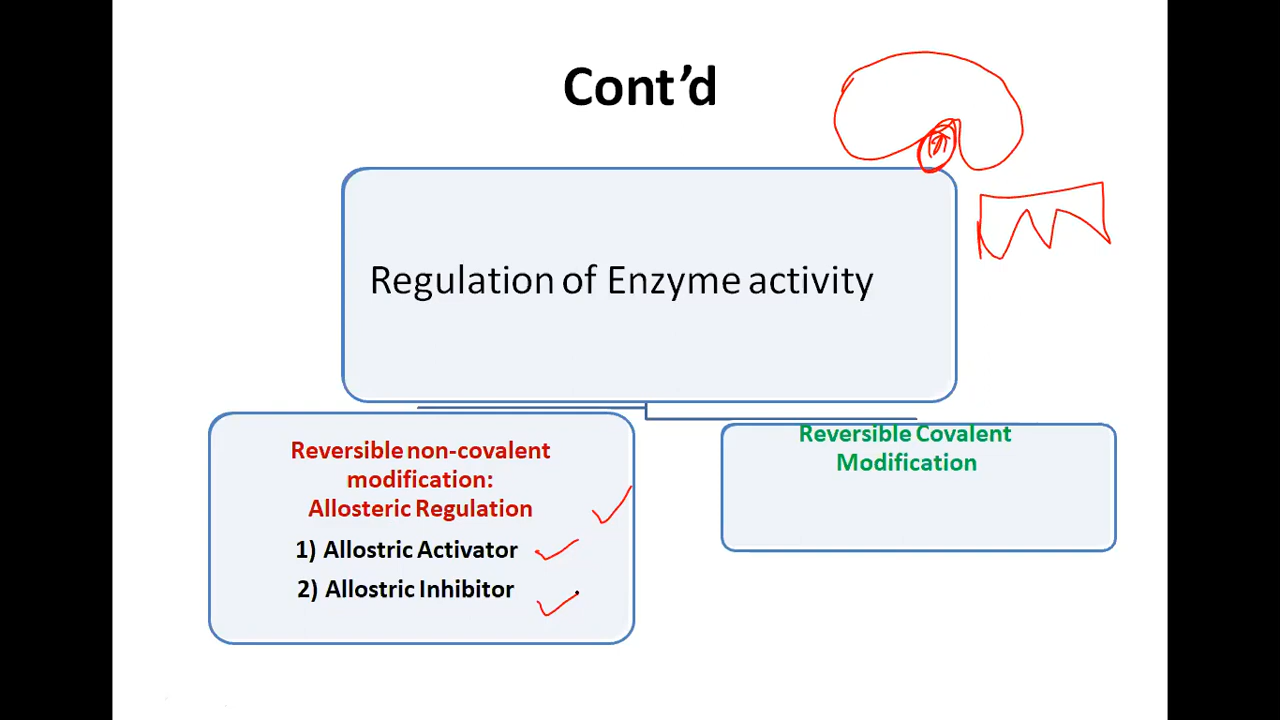 Cont’d
Regulation of Enzyme activity
Reversible non-covalent
modification:
Allosteric Regulation
1) Allostric Activator
2) Allostric Inhibitor
Reversible Covalent
Modification